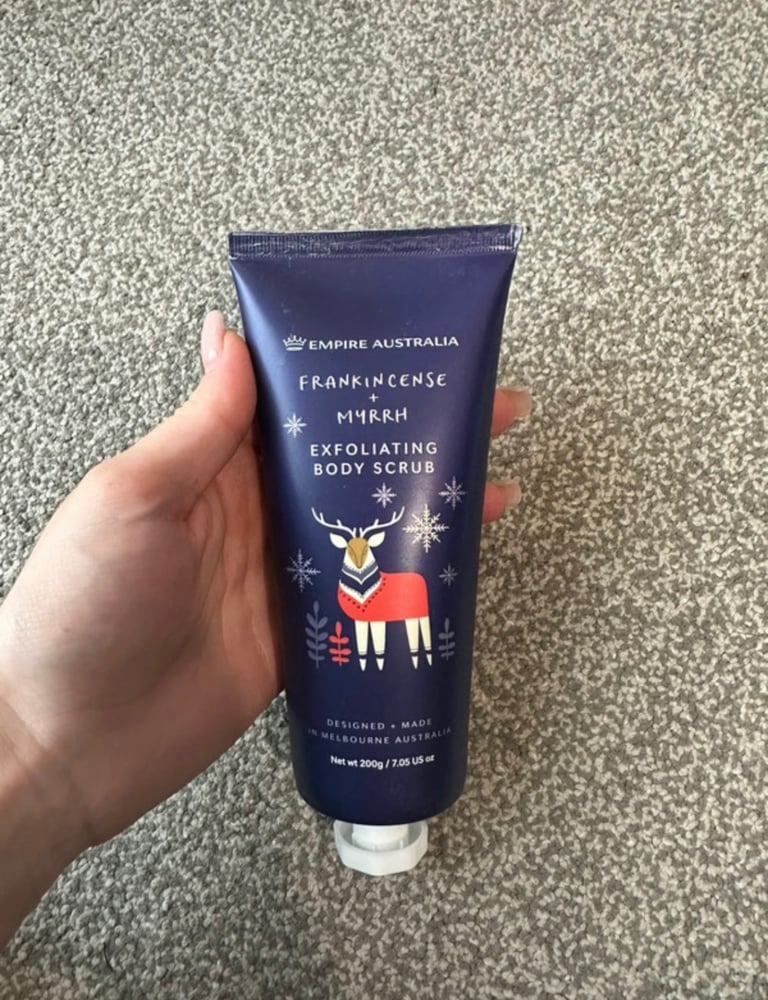 EMPIRE AUSTRALIA
FRANKINCENSE
+
MYRRH
EXFOLIATING
BODY SCRUB
DESIGNED + MADE
IN MELBOURNE AUSTRALIA
Net wt 200g / 7.05 US oz